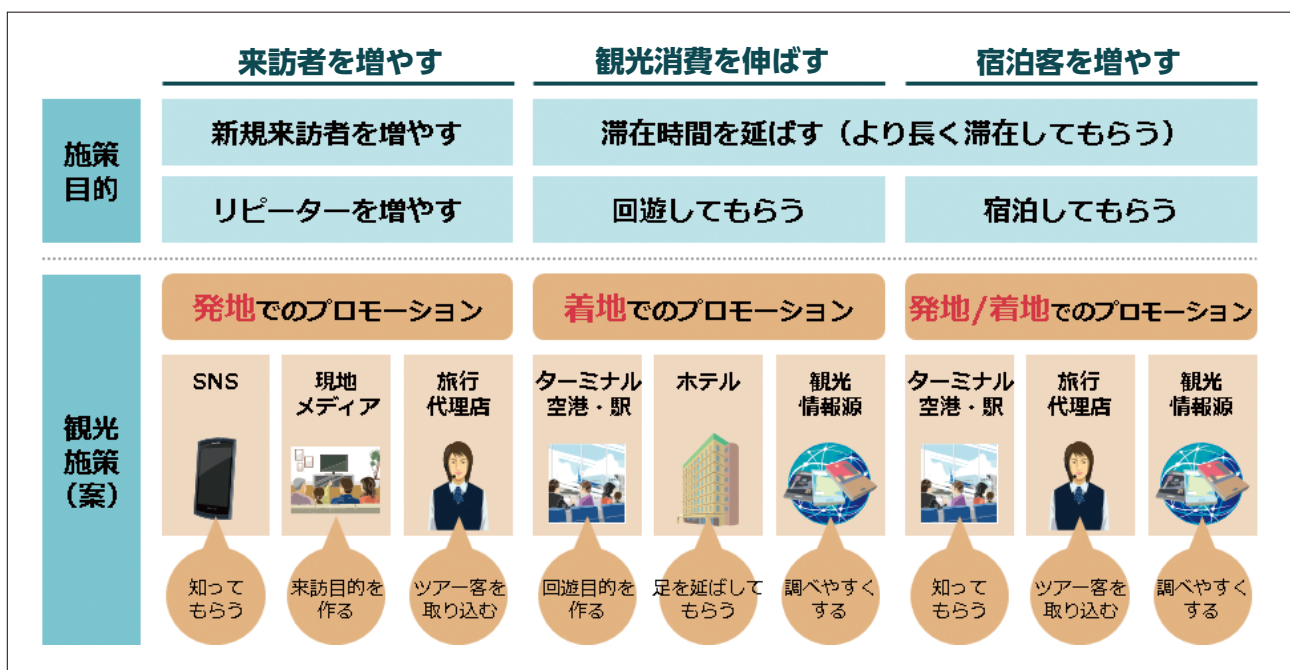 来訪者を増やす
観光消費を伸ばす
宿泊客を増やす
施策
目的
新規来訪者を増やす
滞在時間を延ばす（より長く滞在してもらう）
リピーターを増やす
回遊してもらう
宿泊してもらう
観光
施策
（案）
発地でのプロモーション
着地でのプロモーション
発地/着地でのプロモーション
SNS
現地
メディア
旅行
代理店
ターミナル
空港・駅
ホテル
観光
情報源
ターミナル
空港・駅
旅行
代理店
観光
情報源
知って
もらう
来訪目的を
作る
ツアー客を
取り込む
回遊目的を
作る
足を延ばして
もらう
調べやすく
する
知って
もらう
ツアー客を
取り込む
調べやすく
する